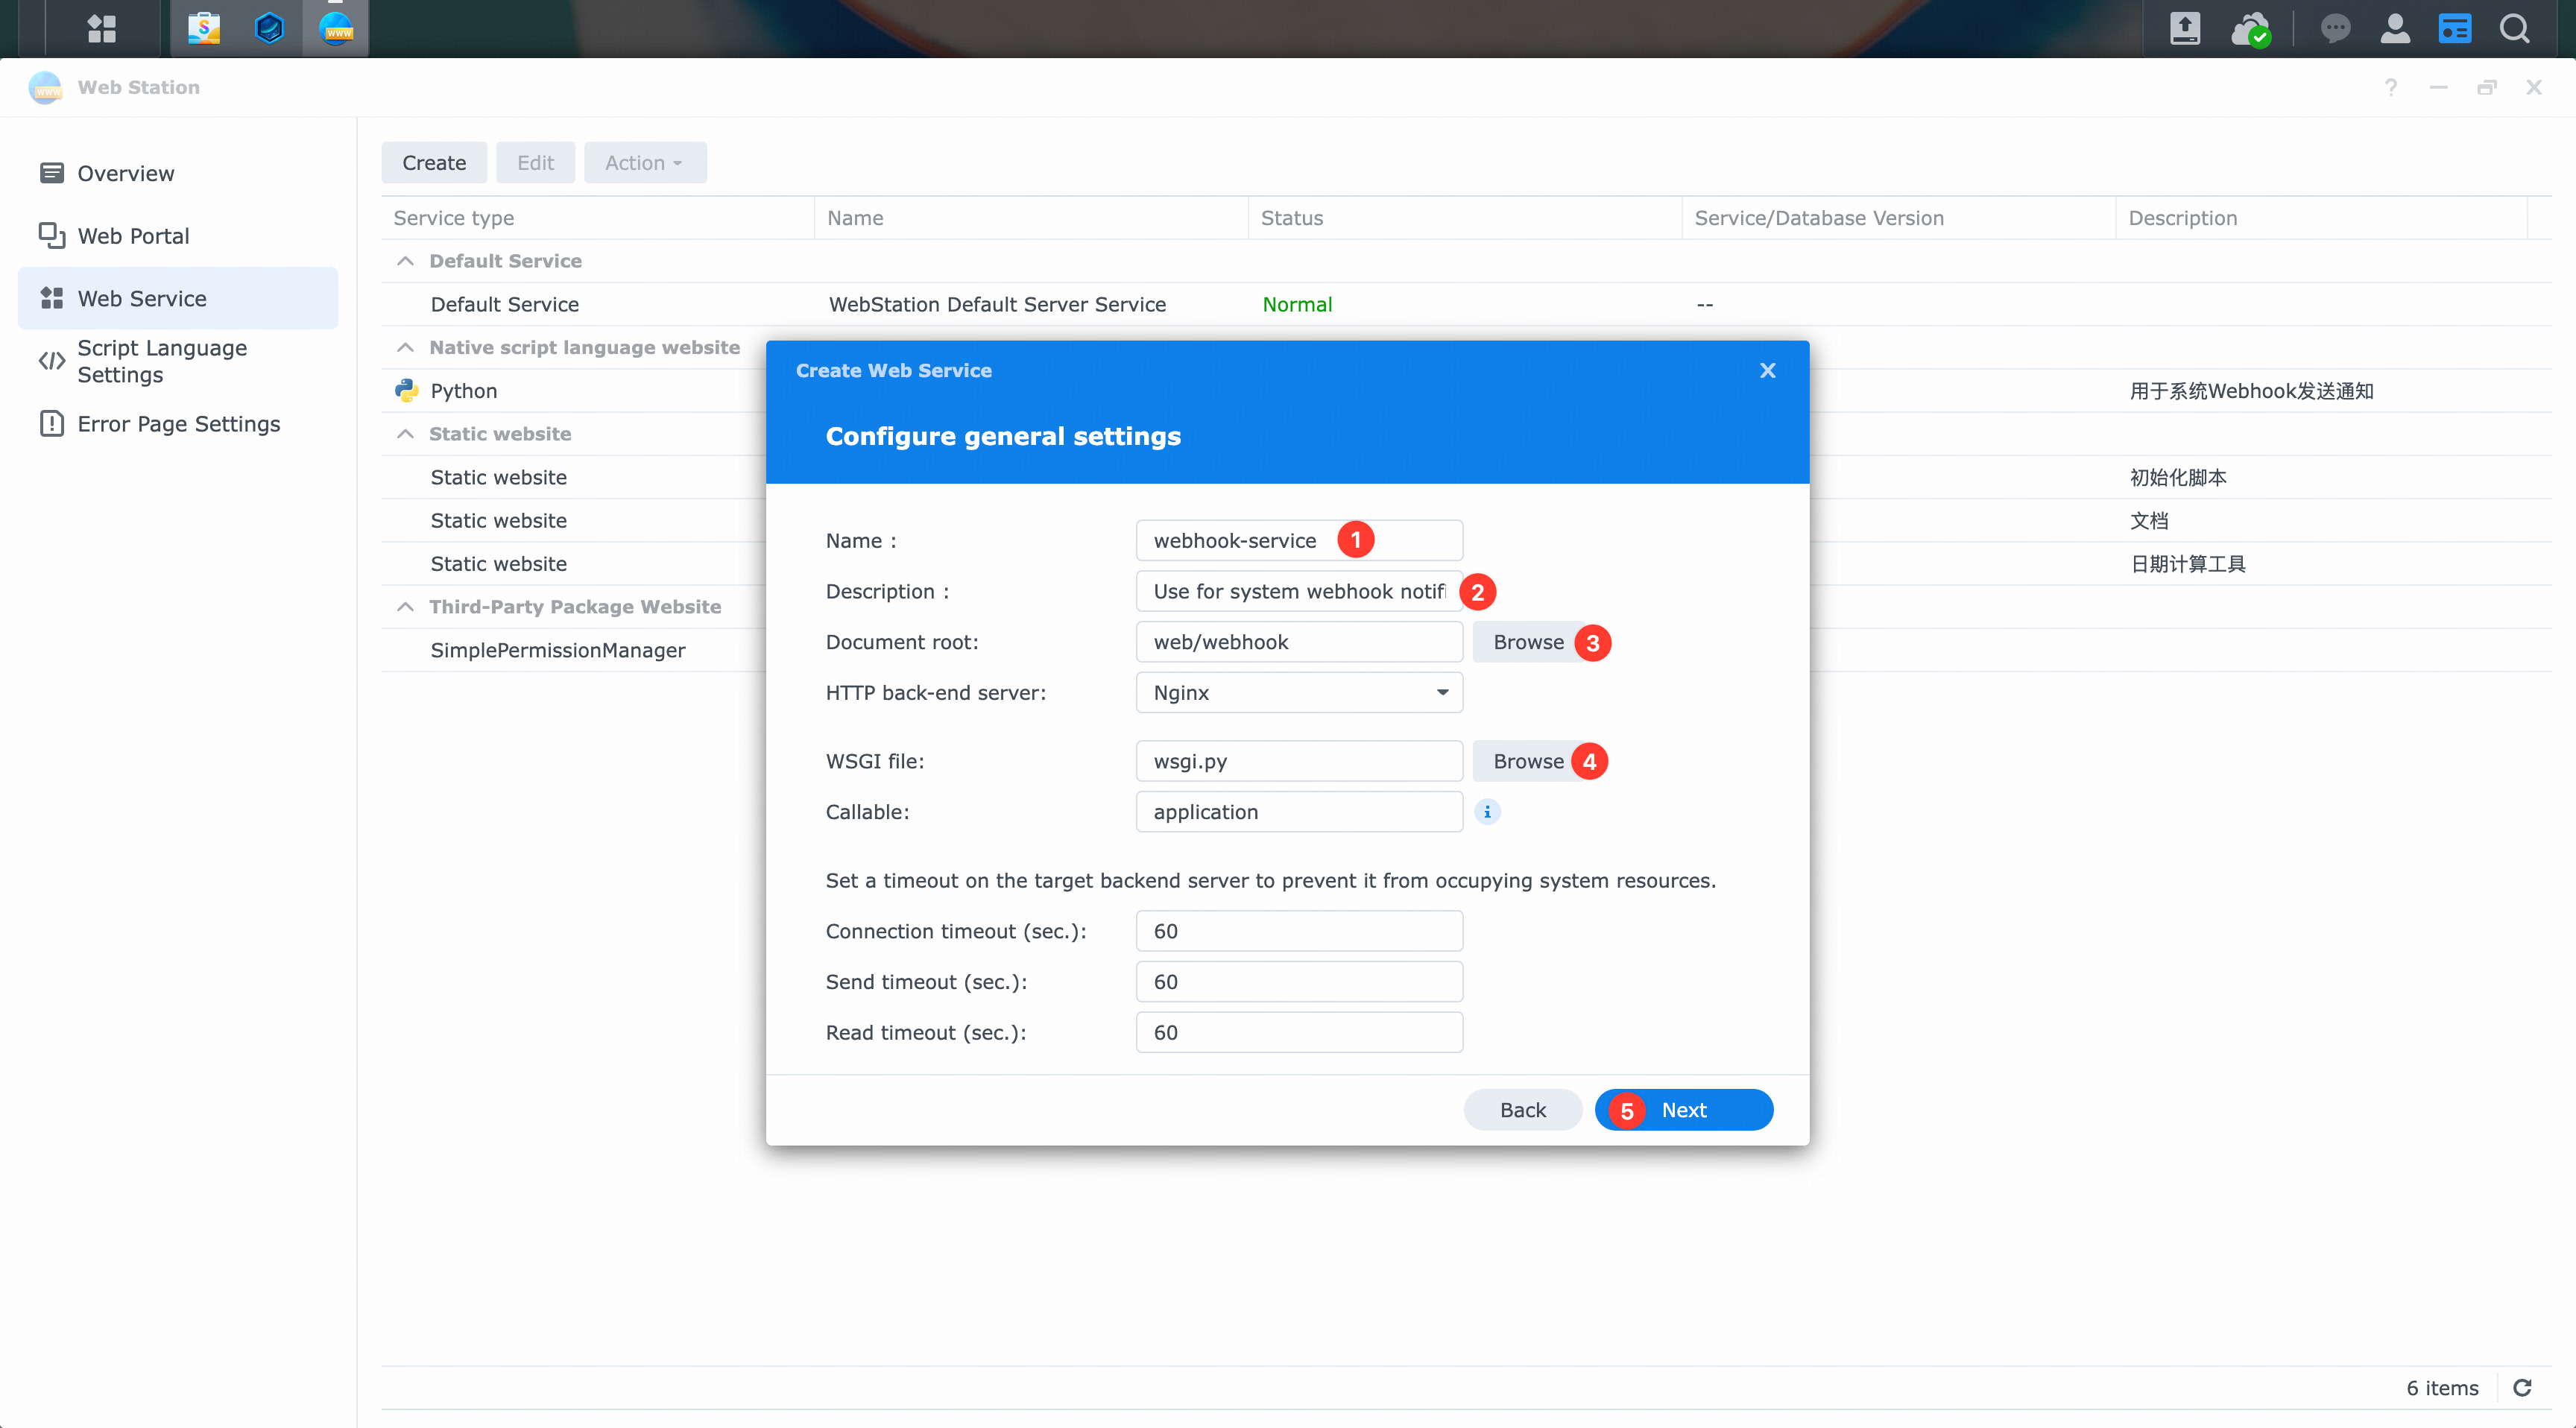 S
www
www
Web Station
Overview
Web Portal
Web Service
Script Language
Settings
Error Page Settings
Create
Edit
Action
Service type
Name
Status
Service/Database Version
Description
Default Service
Default Service
WebStation Default Server Service
Normal
--
Native script language website
Python
用于系统Webhook发送通知
Static website
Static website
初始化脚本
Static website
文档
Static website
日期计算工具
Third-Party Package Website
SimplePermissionManager
Create Web Service
Configure general settings
Name :
webhook-service
1
Description :
Use for system webhook notifi
2
Document root:
web/webhook
Browse
3
HTTP back-end server:
Nginx
WSGI file:
wsgi.py
Browse
4
Callable:
application
i
Set a timeout on the target backend server to prevent it from occupying system resources.
Connection timeout (sec.):
60
Send timeout (sec.):
60
Read timeout (sec.):
60
Back
5
Next
6 items